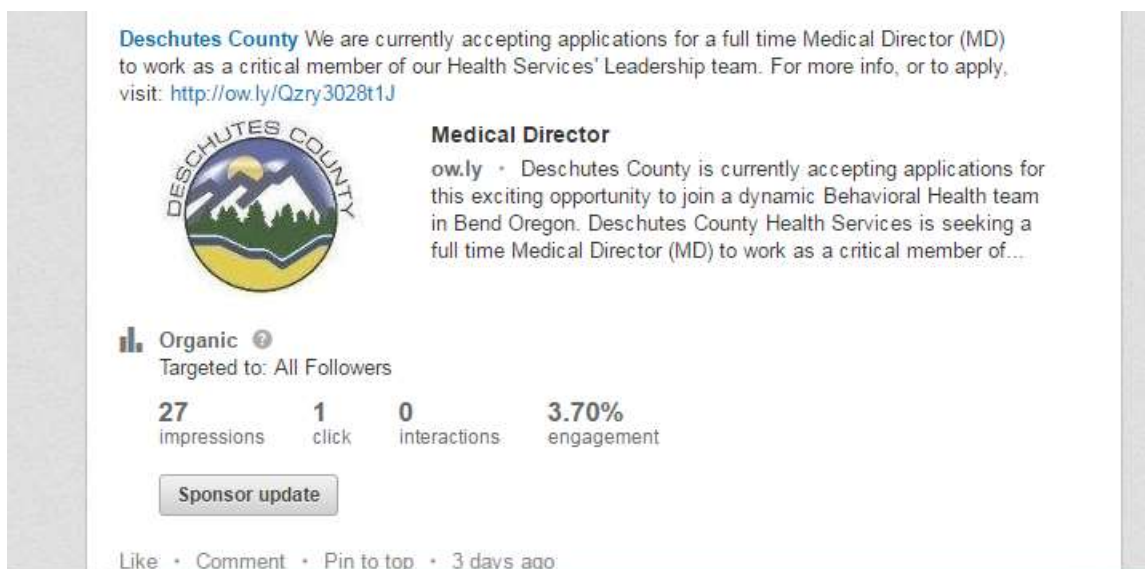 Deschutes County We are currently accepting applications for a full time Medical Director (MD)
to work as a critical member of our Health Services' Leadership team. For more info, or to apply,
visit: http://ow.ly/Qzry3028t1J
DESCHUTES COUNTY
Medical Director
ow.ly · Deschutes County is currently accepting applications for
this exciting opportunity to join a dynamic Behavioral Health team
in Bend Oregon. Deschutes County Health Services is seeking a
full time Medical Director (MD) to work as a critical member of...
Organic ?
Targeted to: All Followers
27 1 0 3.70%
impressions click interactions engagement
Sponsor update
Like · Comment · Pin to top · 3 days ago